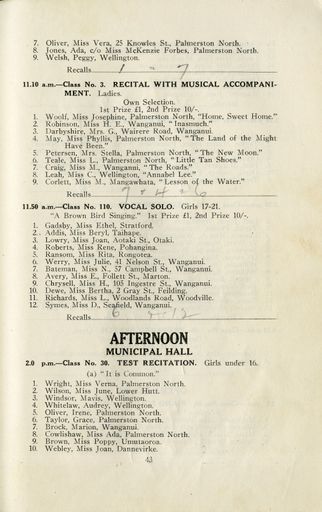 7. Oliver, Miss Vera, 25 Knowles St., Palmerston North.
8. Jones, Ada, c/o Miss McKenzie Forbes, Palmerston North.
9. Welsh, Peggy, Wellington.
Recalls 1 7
11.10 a.m.—Class No. 3. RECITAL WITH MUSICAL ACCOMPANI-
MENT. Ladies.
Own Selection.
1st Prize £1, 2nd Prize 10/-.
1. Woolf, Miss Josephine, Palmerston North, "Home, Sweet Home."
2. Robinson, Miss H. E., Wanganui, "Inasmuch."
3. Darbyshire, Mrs. G., Wairere Road, Wanganui.
4. May, Miss Phyllis, Palmerston North, "The Land of the Might
Have Been."
5. Peterson, Mrs. Stella, Palmerston North, "The New Moon."
6. Teale, Miss L., Palmerston North, "Little Tan Shoes."
7. Craig, Miss M., Wanganui, "The Roads."
8. Leah, Miss C., Wellington, "Annabel Lee."
9. Corlett, Miss M., Mangawhata, "Lesson of the Water."
Recalls 7 4 6
11.50 a.m.—Class No. 110. VOCAL SOLO. Girls 17-21.
"A Brown Bird Singing." 1st Prize £1, 2nd Prize 10/-.
1. Gadsby, Miss Ethel, Stratford.
2. Addis, Miss Beryl, Taihape.
3. Lowry, Miss Joan, Aotaki St., Otaki.
4. Roberts, Miss Rene, Pohangina.
5. Ransom, Miss Rita, Rongotea.
6. Werry, Miss Julie, 41 Nelson St., Wanganui.
7. Bateman, Miss N., 57 Campbell St., Wanganui.
8. Avery, Miss E., Follett St., Marton.
9. Chrysell, Miss H., 105 Ingestre St., Wanganui.
10. Dewe, Miss Bertha, 2 Gray St., Feilding.
11. Richards, Miss L., Woodlands Road, Woodville.
12. Symes, Miss D., Seafield, Wanganui.
Recalls 6 12
AFTERNOON
MUNICIPAL HALL
2.0 p.m.—Class No. 30. TEST RECITATION. Girls under 16.
(a) "It is Common."
1. Wright, Miss Verna, Palmerston North.
2. Wilson, Miss June, Lower Hutt.
3. Windsor, Mavis, Wellington.
4. Whitelaw, Audrey, Wellington.
5. Oliver, Irene, Palmerston North.
6. Taylor, Grace, Palmerston North.
7. Brock, Marion, Wanganui.
8. Cowlishaw, Miss Ada, Palmerston North.
9. Brown, Miss Poppy, Umutaoroa.
10. Webley, Miss Joan, Dannevirke.
43